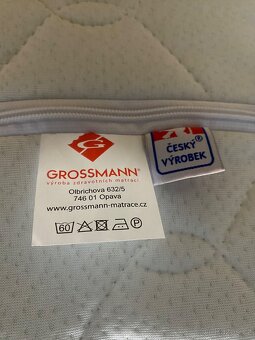 GROSSMANN®
výroba zdravotních matrací
Olbrichova 632/5
746 01 Opava
www.grossmann-matrace.cz
60 P
ČESKÝ®
VÝROBEK